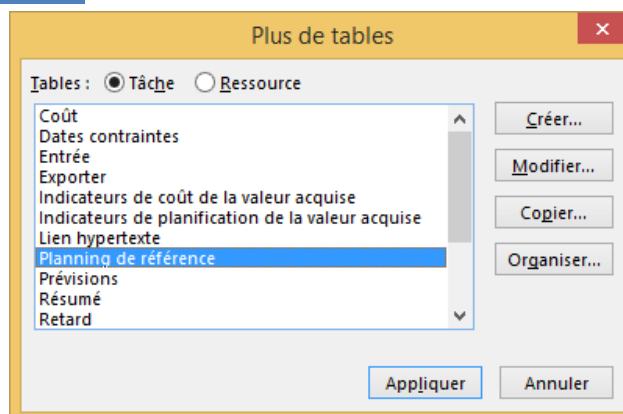 Plus de tables
Tables : Tâche Ressource
Coût
Dates contraintes
Entrée
Exporter
Indicateurs de coût de la valeur acquise
Indicateurs de planification de la valeur acquise
Lien hypertexte
Planning de référence
Prévisions
Résumé
Retard
Créer...
Modifier...
Copier...
Organiser...
Appliquer Annuler